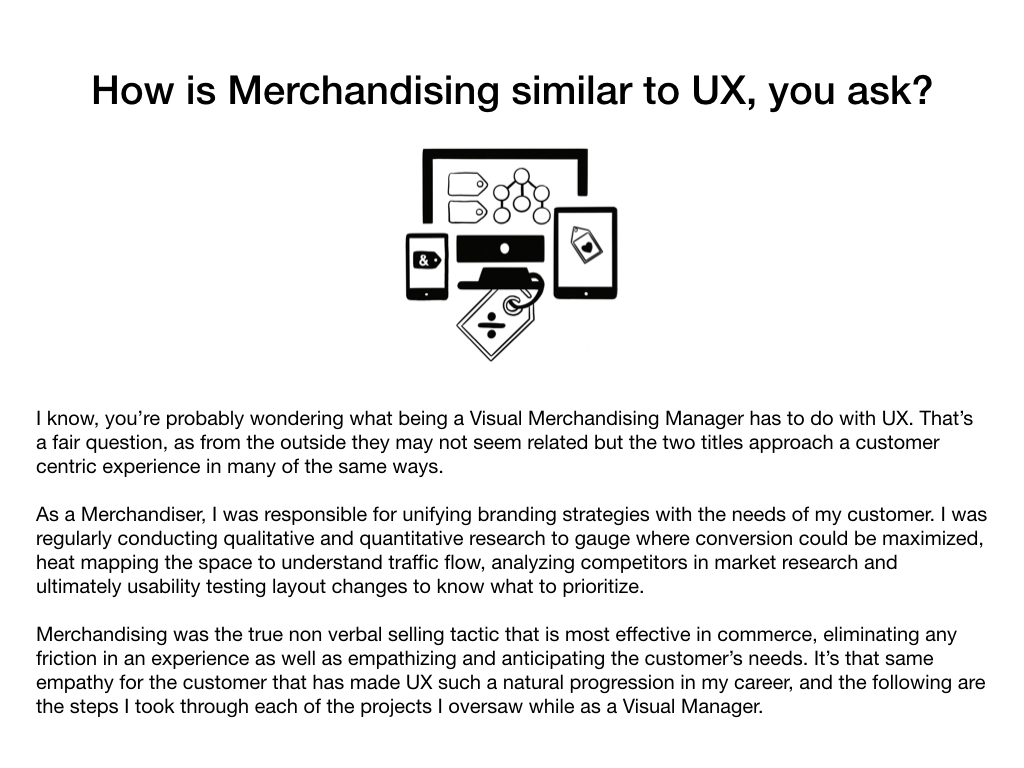 How is Merchandising similar to UX, you ask?
&
÷
I know, you’re probably wondering what being a Visual Merchandising Manager has to do with UX. That’s
a fair question, as from the outside they may not seem related but the two titles approach a customer
centric experience in many of the same ways.
As a Merchandiser, I was responsible for unifying branding strategies with the needs of my customer. I was
regularly conducting qualitative and quantitative research to gauge where conversion could be maximized,
heat mapping the space to understand traffic flow, analyzing competitors in market research and
ultimately usability testing layout changes to know what to prioritize.
Merchandising was the true non verbal selling tactic that is most effective in commerce, eliminating any
friction in an experience as well as empathizing and anticipating the customer’s needs. It’s that same
empathy for the customer that has made UX such a natural progression in my career, and the following are
the steps I took through each of the projects I oversaw while as a Visual Manager.